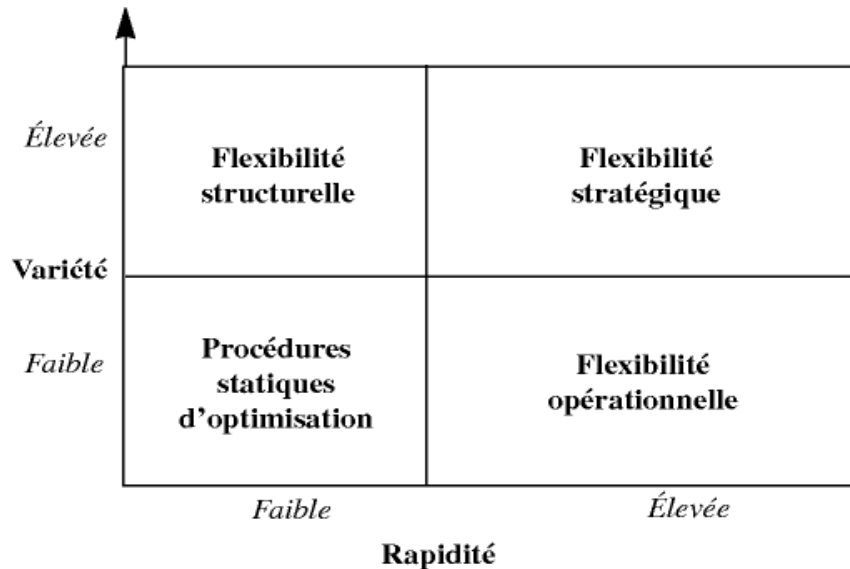 Élevée
Flexibilité
structurelle
Flexibilité
stratégique
Variété
Faible
Procédures
statiques
d’optimisation
Flexibilité
opérationnelle
Faible
Élevée
Rapidité